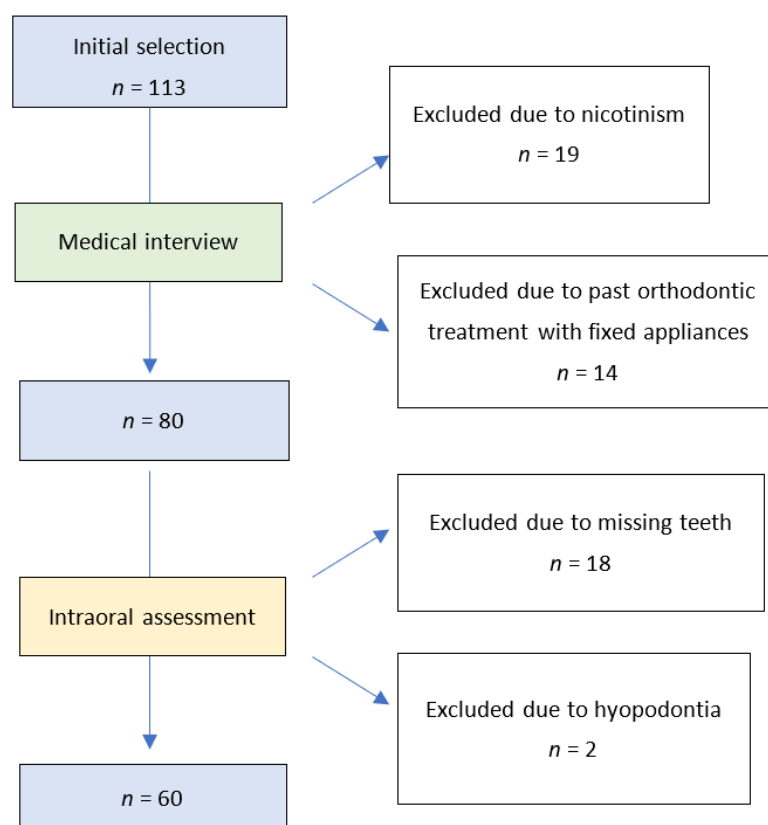 Initial selection
n = 113
Excluded due to nicotinism
n = 19
Medical interview
Excluded due to past orthodontic
treatment with fixed appliances
n = 14
n = 80
Excluded due to missing teeth
n = 18
Intraoral assessment
Excluded due to hyopodontia
n = 2
n = 60